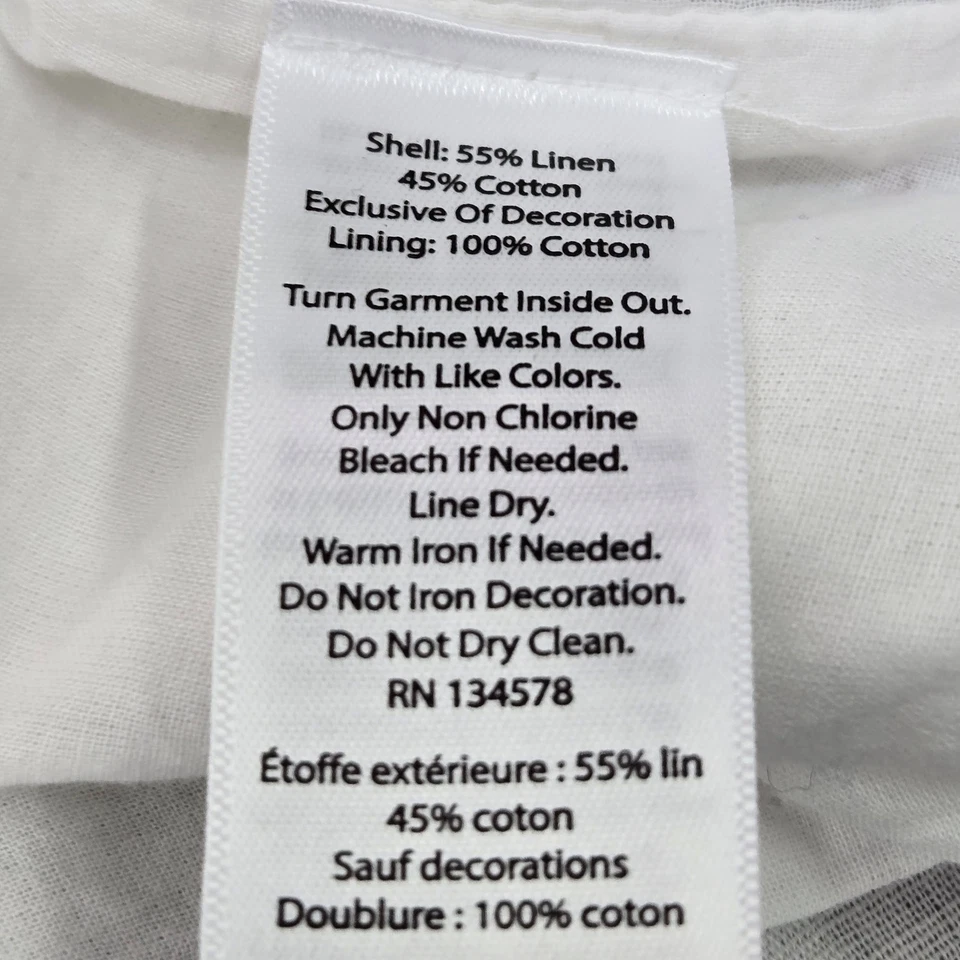 Shell: 55% Linen
45% Cotton
Exclusive Of Decoration
Lining: 100% Cotton
Turn Garment Inside Out.
Machine Wash Cold
With Like Colors.
Only Non Chlorine
Bleach If Needed.
Line Dry.
Warm Iron If Needed.
Do Not Iron Decoration.
Do Not Dry Clean.
RN 134578
Étoffe extérieure : 55% lin
45% coton
Sauf decorations
Doublure : 100% coton